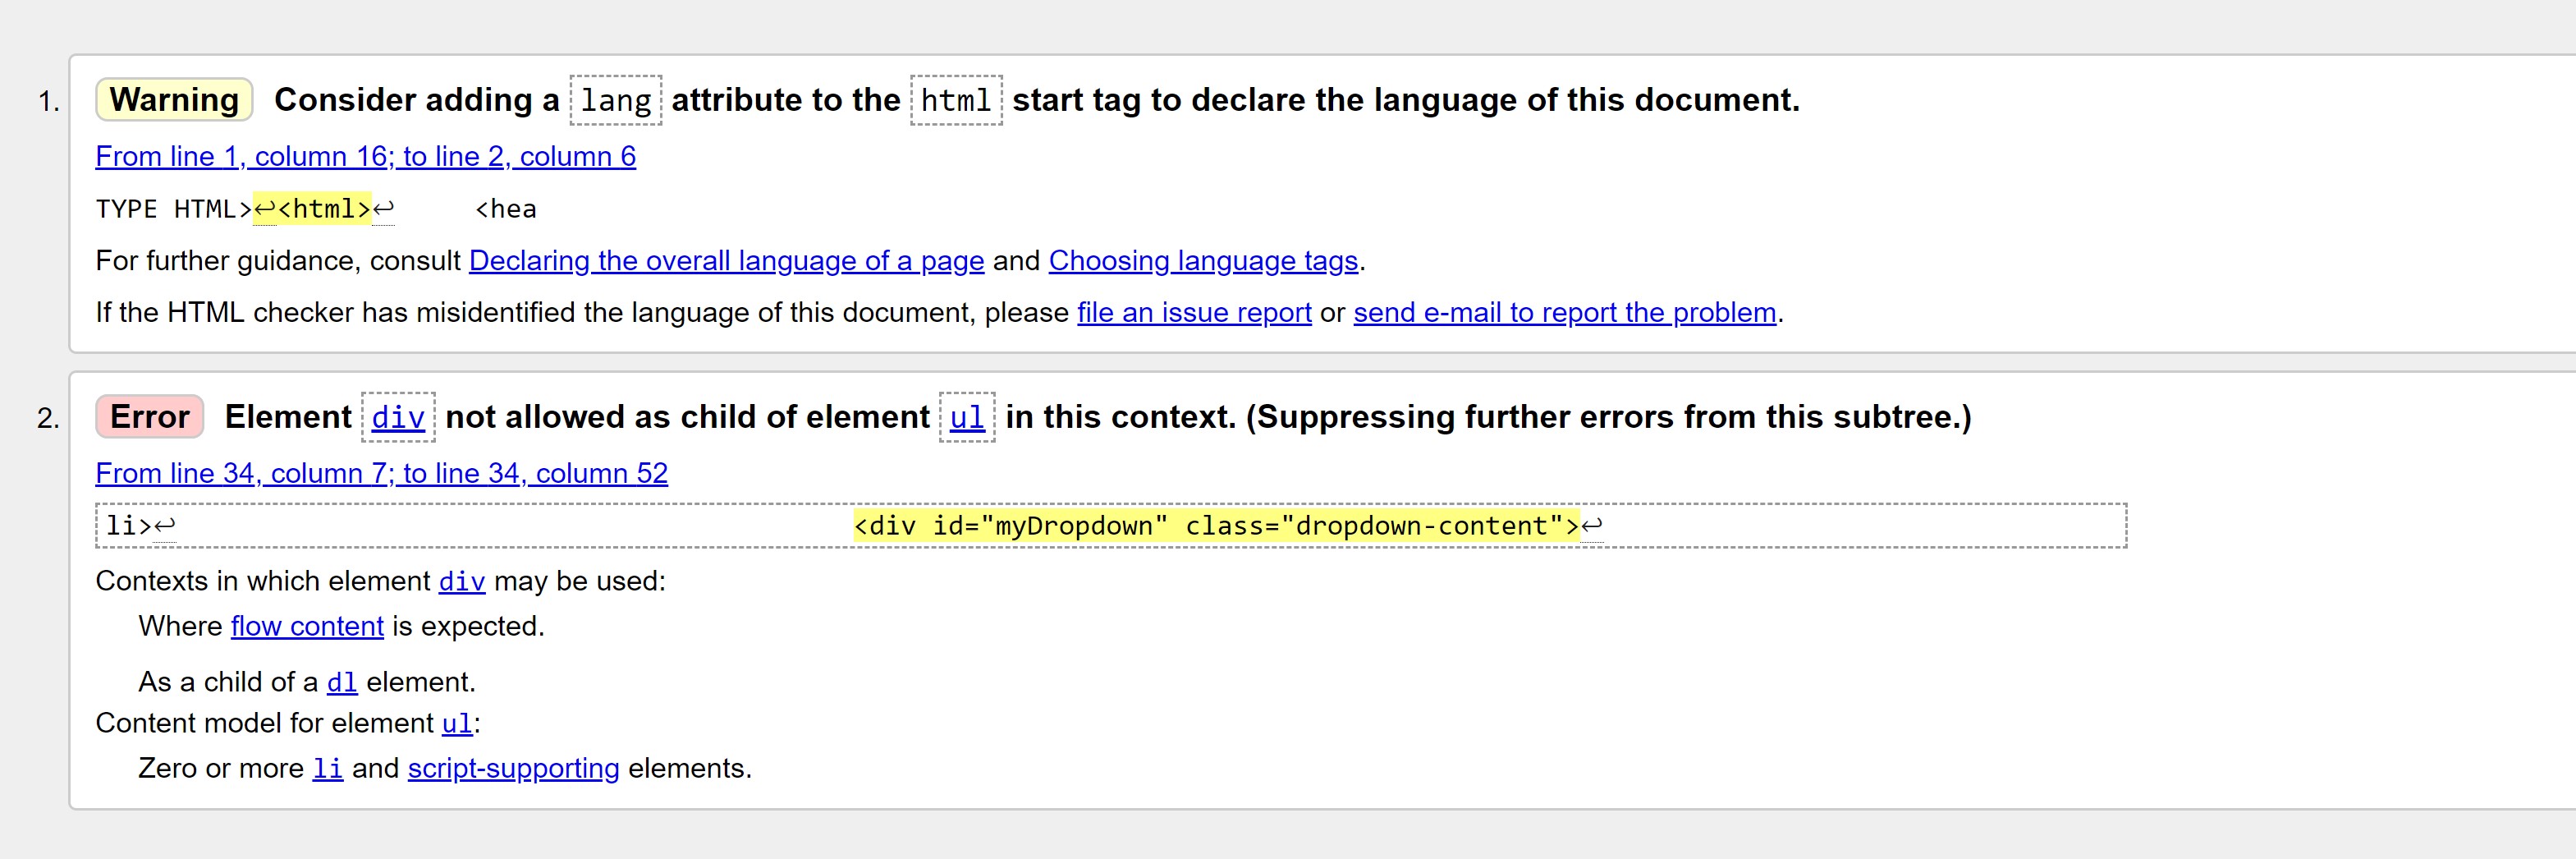 1. Warning Consider adding a lang attribute to the html start tag to declare the language of this document.
From line 1, column 16; to line 2, column 6
TYPE HTML>↩<html>↩ <hea
For further guidance, consult Declaring the overall language of a page and Choosing language tags.
If the HTML checker has misidentified the language of this document, please file an issue report or send e-mail to report the problem.
2. Error Element div not allowed as child of element ul in this context. (Suppressing further errors from this subtree.)
From line 34, column 7; to line 34, column 52
li>↩ <div id="myDropdown" class="dropdown-content">↩
Contexts in which element div may be used:
Where flow content is expected.
As a child of a dl element.
Content model for element ul:
Zero or more li and script-supporting elements.